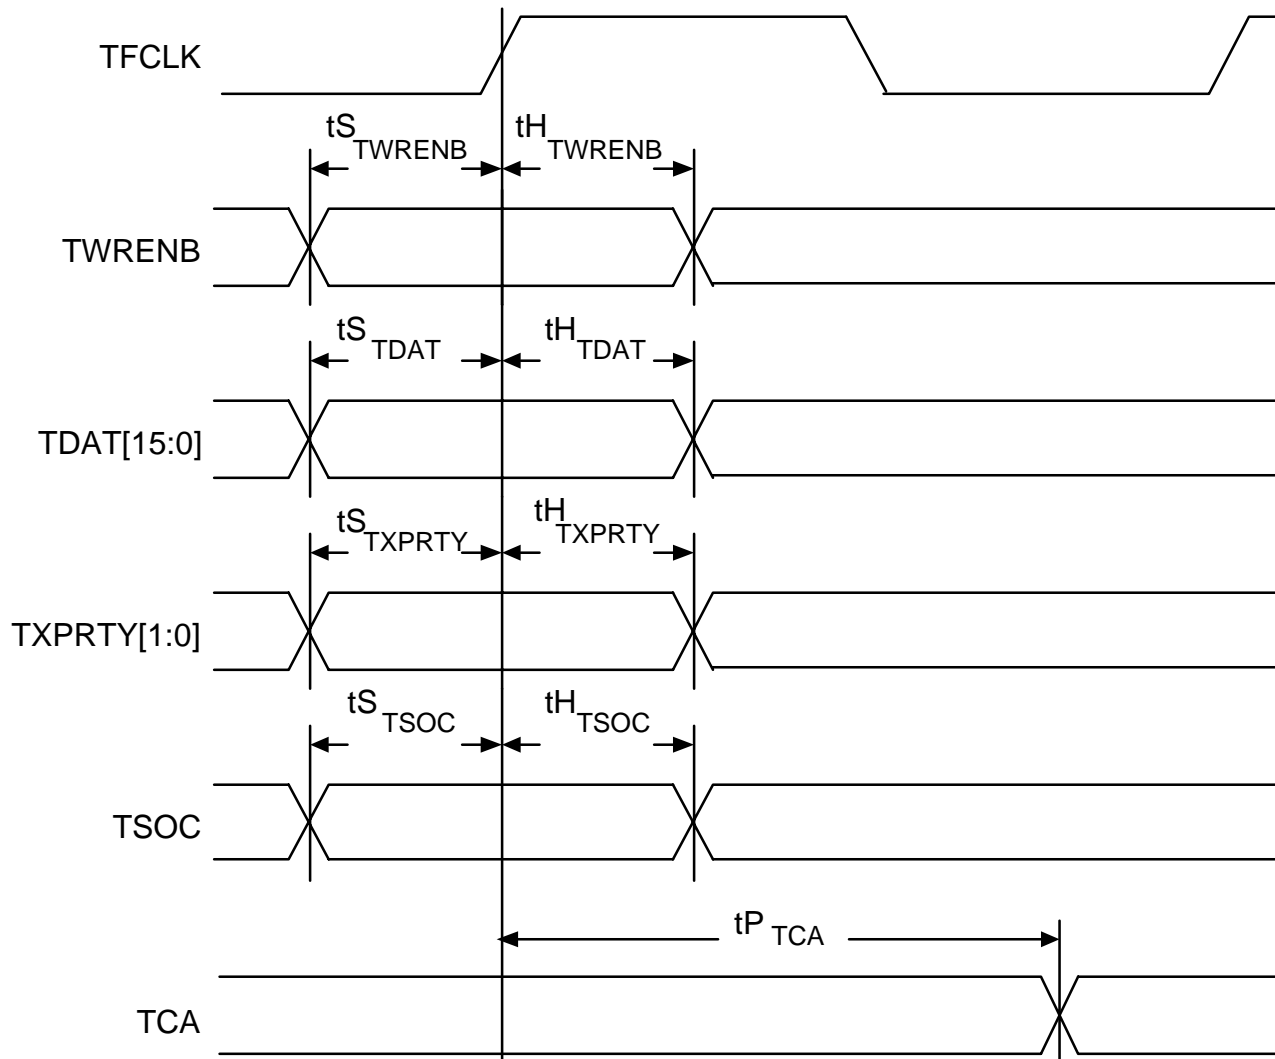 TFCLK
tS TWRENB tH TWRENB
TWRENB
tS TDAT tH TDAT
TDAT[15:0]
tS TXPRTY tH TXPRTY
TXPRTY[1:0]
tS TSOC tH TSOC
TSOC
tP TCA
TCA